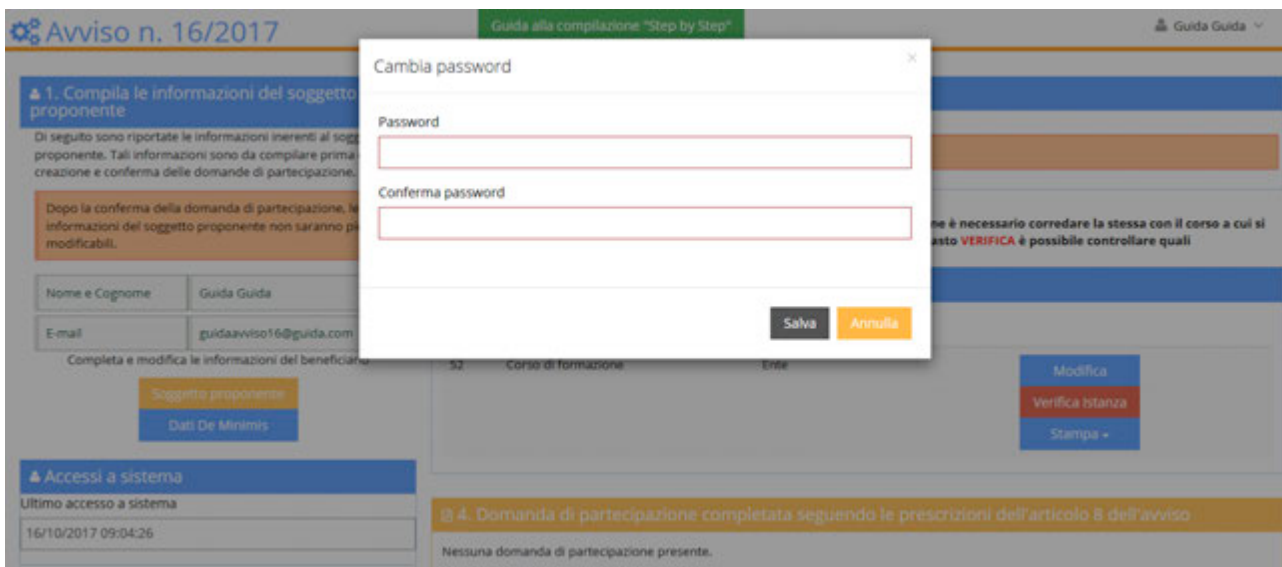 Avviso n. 16/2017
Guida alla compilazione "Step by Step"
Guida Guida
Cambia password
×
Password
Conferma password
Salva
Annulla
1. Compila le informazioni del soggetto
proponente
Di seguito sono riportate le informazioni inerenti al
proponente. Tali informazioni sono da compilare prima
creazione e conferma delle domande di partecipazione.
Dopo la conferma della domanda di partecipazione, le
informazioni del soggetto proponente non saranno
modificabili.
Nome e Cognome Guida Guida
E-mail guidaavviso16@guida.com
Completa e modifica le informazioni del beneficiario
Soggetto proponente
Dati De Minimis
Accessi a sistema
Ultimo accesso a sistema
16/10/2017 09:04:26
ne è necessario corredare la stessa con il corso a cui si
asto VERIFICA è possibile controllare quali
52 Corso di formazione Ente
Modifica
Verifica Istanza
Stampa
4. Domanda di partecipazione completata seguendo le prescrizioni dell'articolo 8 dell'avviso
Nessuna domanda di partecipazione presente.